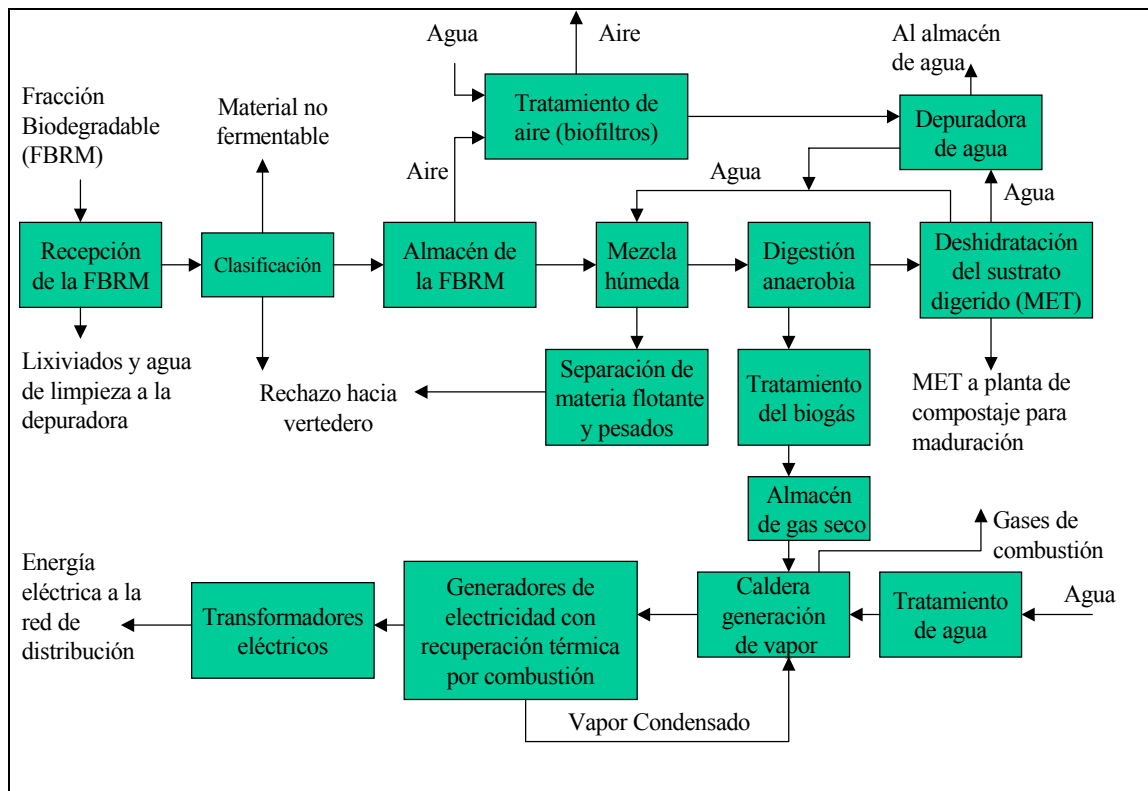 Agua
Aire
Al almacén
de agua
Fracción
Biodegradable
(FBRM)
Material no
fermentable
Tratamiento de
aire (biofiltros)
Depuradora
de agua
Aire
Agua
Agua
Recepción
de la FBRM
Clasificación
Almacén de
la FBRM
Mezcla
húmeda
Digestión
anaerobia
Deshidratación
del sustrato
digerido (MET)
Lixiviados y agua
de limpieza a la
depuradora
Rechazo hacia
vertedero
Separación de
materia flotante
y pesados
Tratamiento
del biogás
MET a planta de
compostaje para
maduración
Almacén
de gas seco
Gases de
combustión
Energía
eléctrica a la
red de
distribución
Transformadores
eléctricos
Generadores de
electricidad con
recuperación térmica
por combustión
Caldera
generación
de vapor
Tratamiento
de agua
Agua
Vapor Condensado